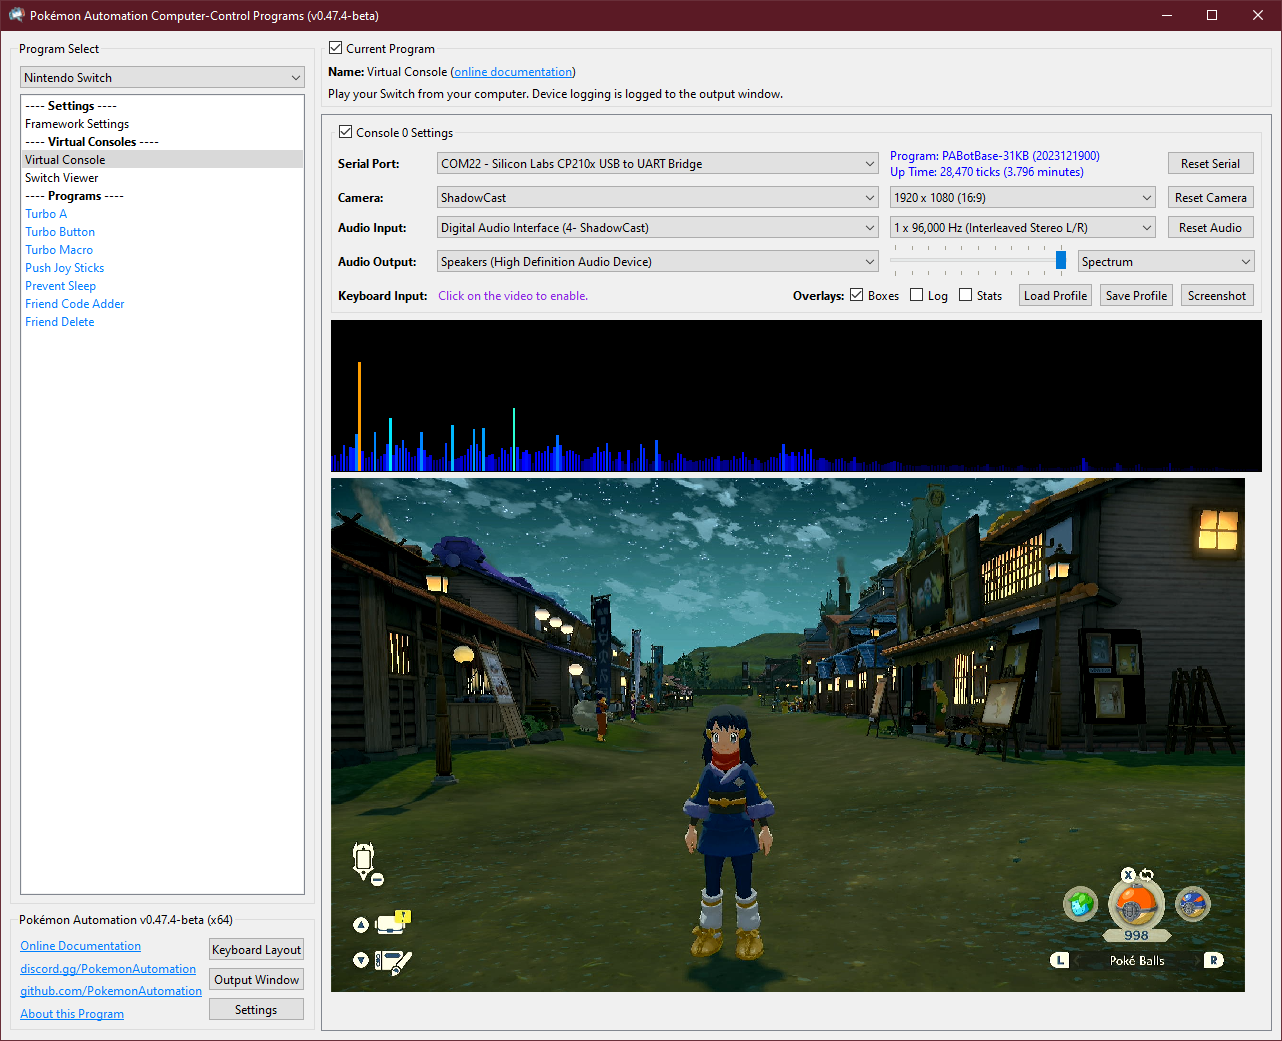 Pokémon Automation Computer-Control Programs (v0.47.4-beta)
Program Select
Nintendo Switch
---- Settings ----
Framework Settings
---- Virtual Consoles ----
Virtual Console
Switch Viewer
---- Programs ----
Turbo A
Turbo Button
Turbo Macro
Push Joy Sticks
Prevent Sleep
Friend Code Adder
Friend Delete
Pokémon Automation v0.47.4-beta (x64)
Online Documentation
Keyboard Layout
discord.gg/PokemonAutomation
Output Window
github.com/PokemonAutomation
Settings
About this Program
Current Program
Name: Virtual Console (online documentation)
Play your Switch from your computer. Device logging is logged to the output window.
Console 0 Settings
Serial Port: COM22 - Silicon Labs CP210x USB to UART Bridge
Program: PABotBase-31KB (2023121900)
Up Time: 28,470 ticks (3.796 minutes)
Reset Serial
Camera: ShadowCast 1920 x 1080 (16:9) Reset Camera
Audio Input: Digital Audio Interface (4- ShadowCast) 1 x 96,000 Hz (Interleaved Stereo L/R) Reset Audio
Audio Output: Speakers (High Definition Audio Device) Spectrum
Keyboard Input: Click on the video to enable. Overlays: Boxes Log Stats Load Profile Save Profile Screenshot
X
998
L Poké Balls R